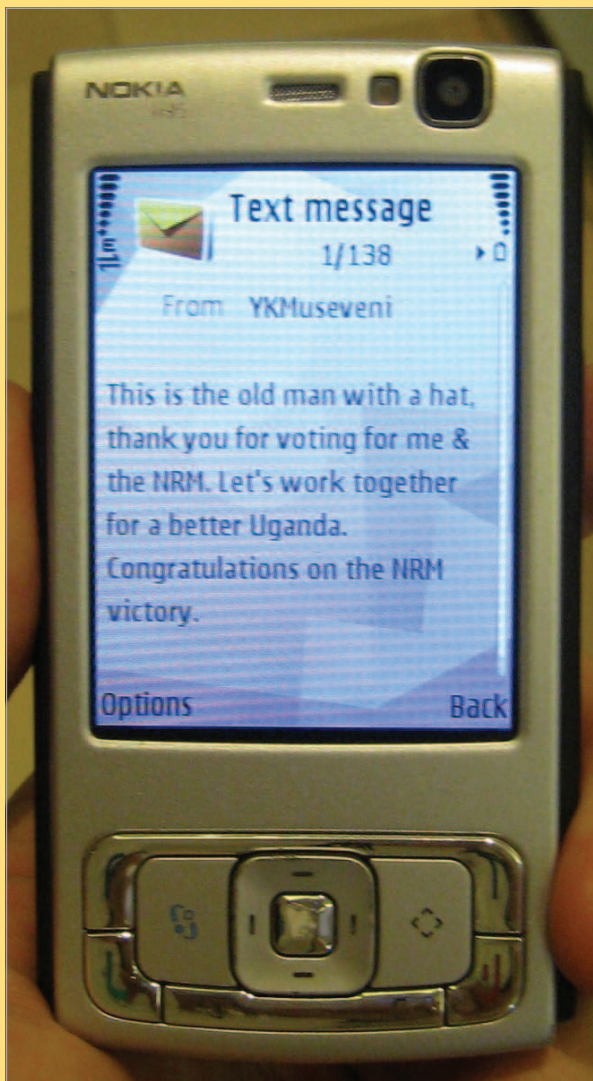 NOKIA
N95
Text message
1/138
From YKMuseveni
This is the old man with a hat,
thank you for voting for me &
the NRM. Let's work together
for a better Uganda.
Congratulations on the NRM
victory.
Options
Back